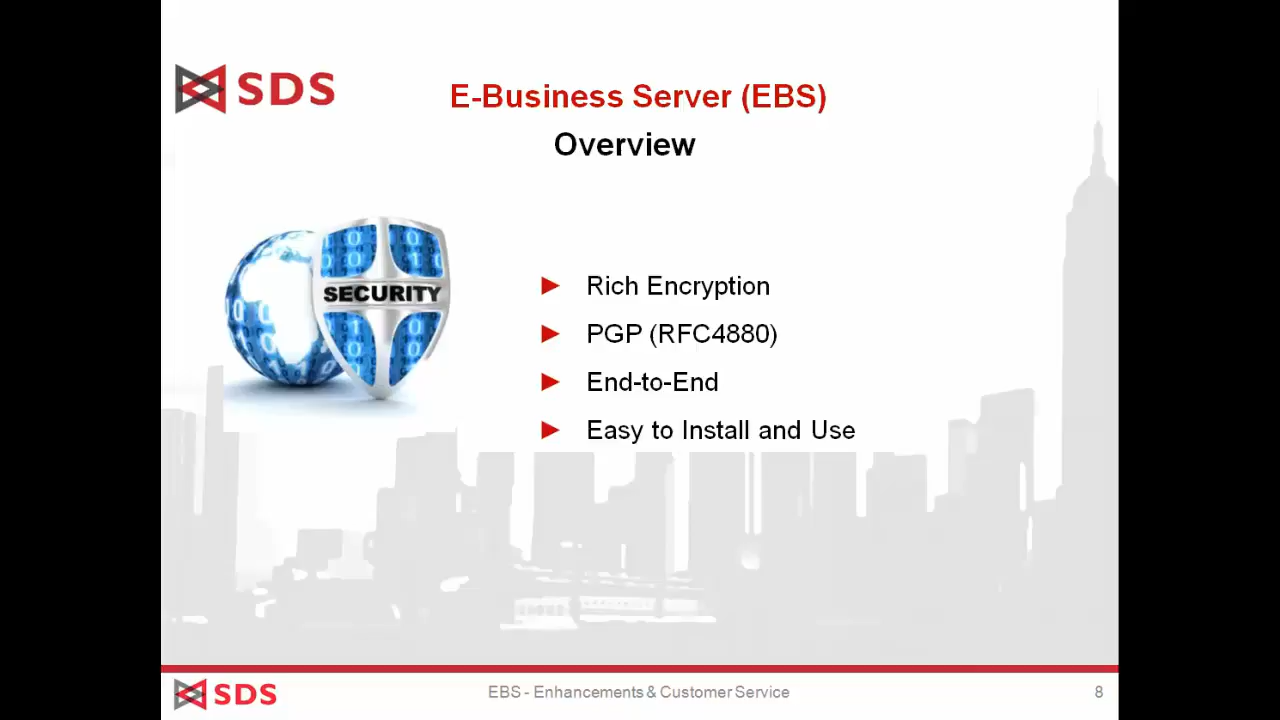 SDS
E-Business Server (EBS)
Overview
SECURITY
Rich Encryption
PGP (RFC4880)
End-to-End
Easy to Install and Use
SDS
EBS - Enhancements & Customer Service
8